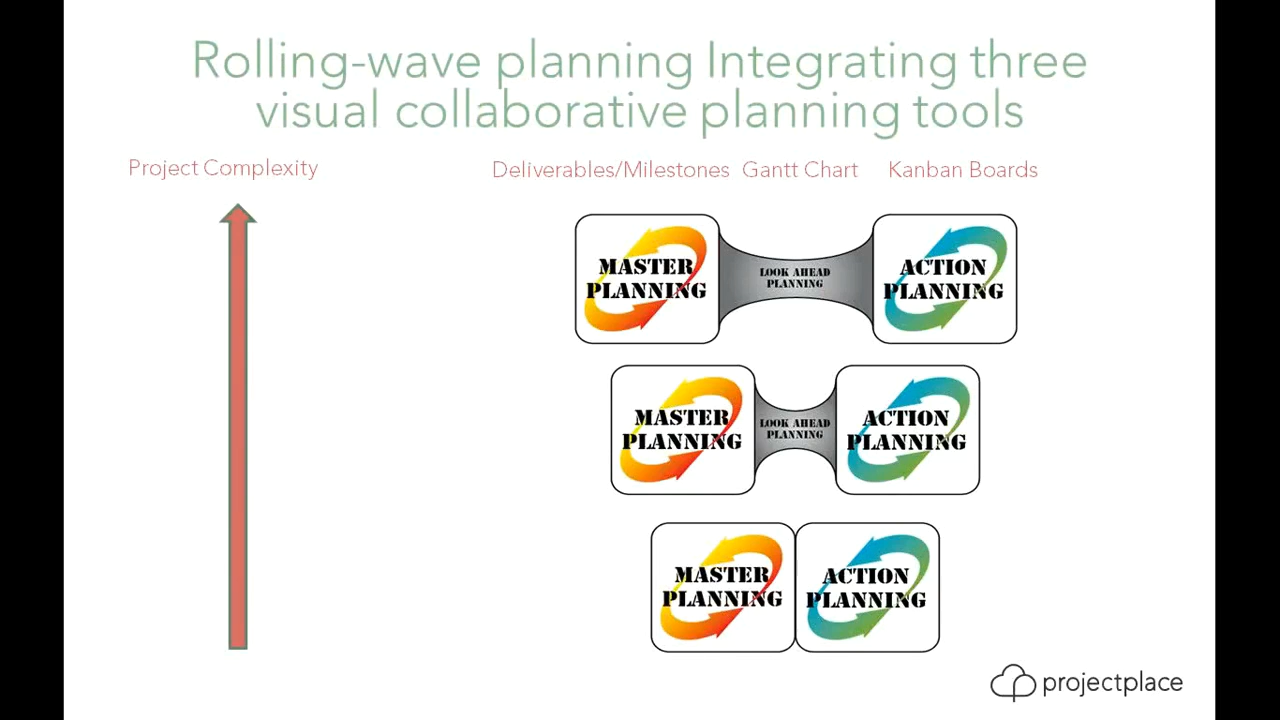 Rolling-wave planning Integrating three
visual collaborative planning tools
Project Complexity
Deliverables/Milestones Gantt Chart Kanban Boards
MASTER
PLANNING
LOOK AHEAD
PLANNING
ACTION
PLANNING
MASTER
PLANNING
LOOK AHEAD
PLANNING
ACTION
PLANNING
MASTER
PLANNING
ACTION
PLANNING
projectplace